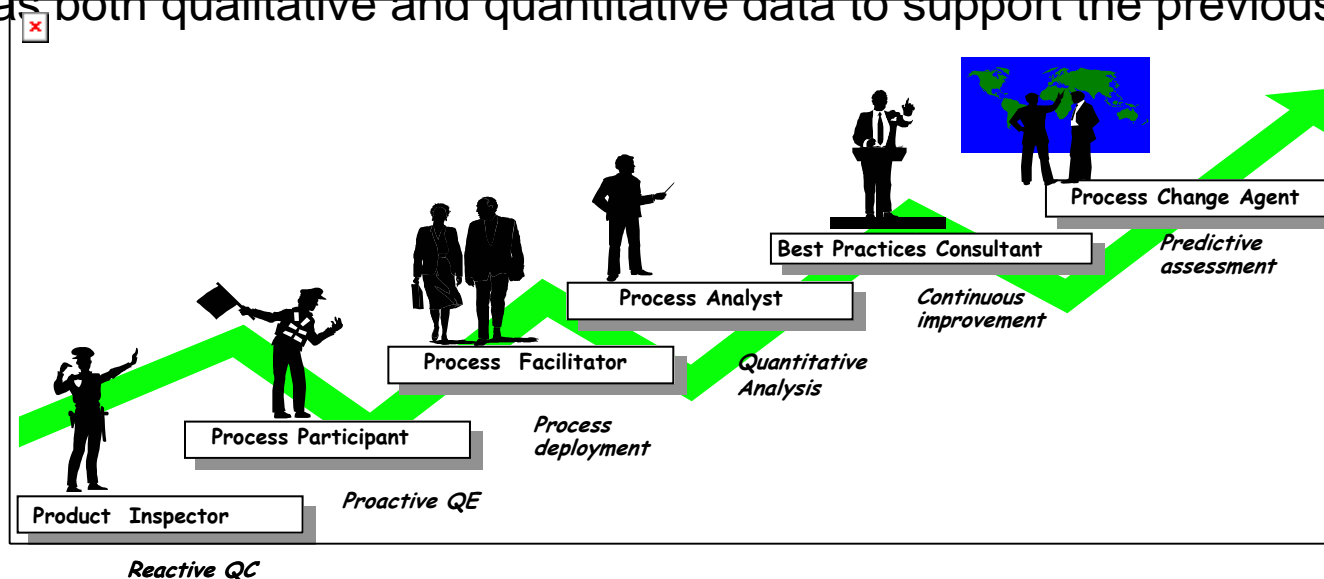 as both qualitative and quantitative data to support the previous
Process Change Agent
Predictive
assessment
Best Practices Consultant
Continuous
improvement
Process Analyst
Quantitative
Analysis
Process Facilitator
Process
deployment
Process Participant
Proactive QE
Product Inspector
Reactive QC